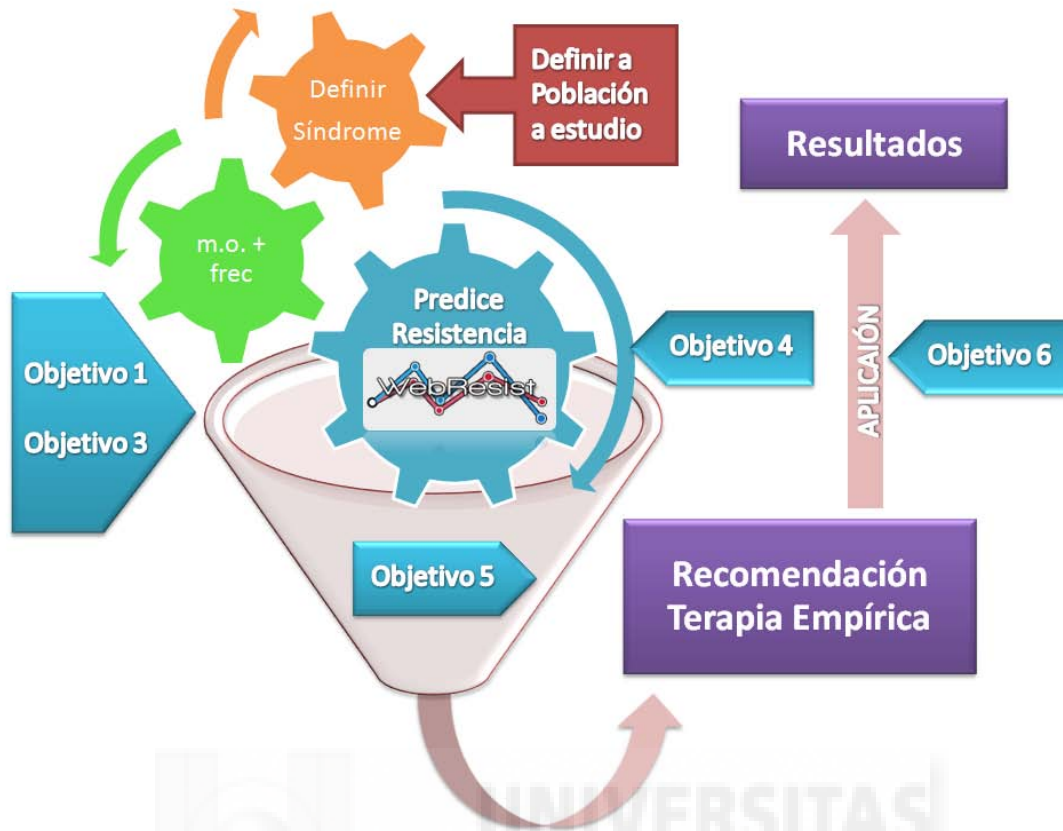 Definir
Síndrome
Definir a
Población
a estudio
Resultados
m.o. +
frec
Predice
Resistencia
WebResist
Objetivo 1
Objetivo 3
Objetivo 4
APLICAIÓN
Objetivo 6
Objetivo 5
Recomendación
Terapia Empírica
UNIVERSITAS